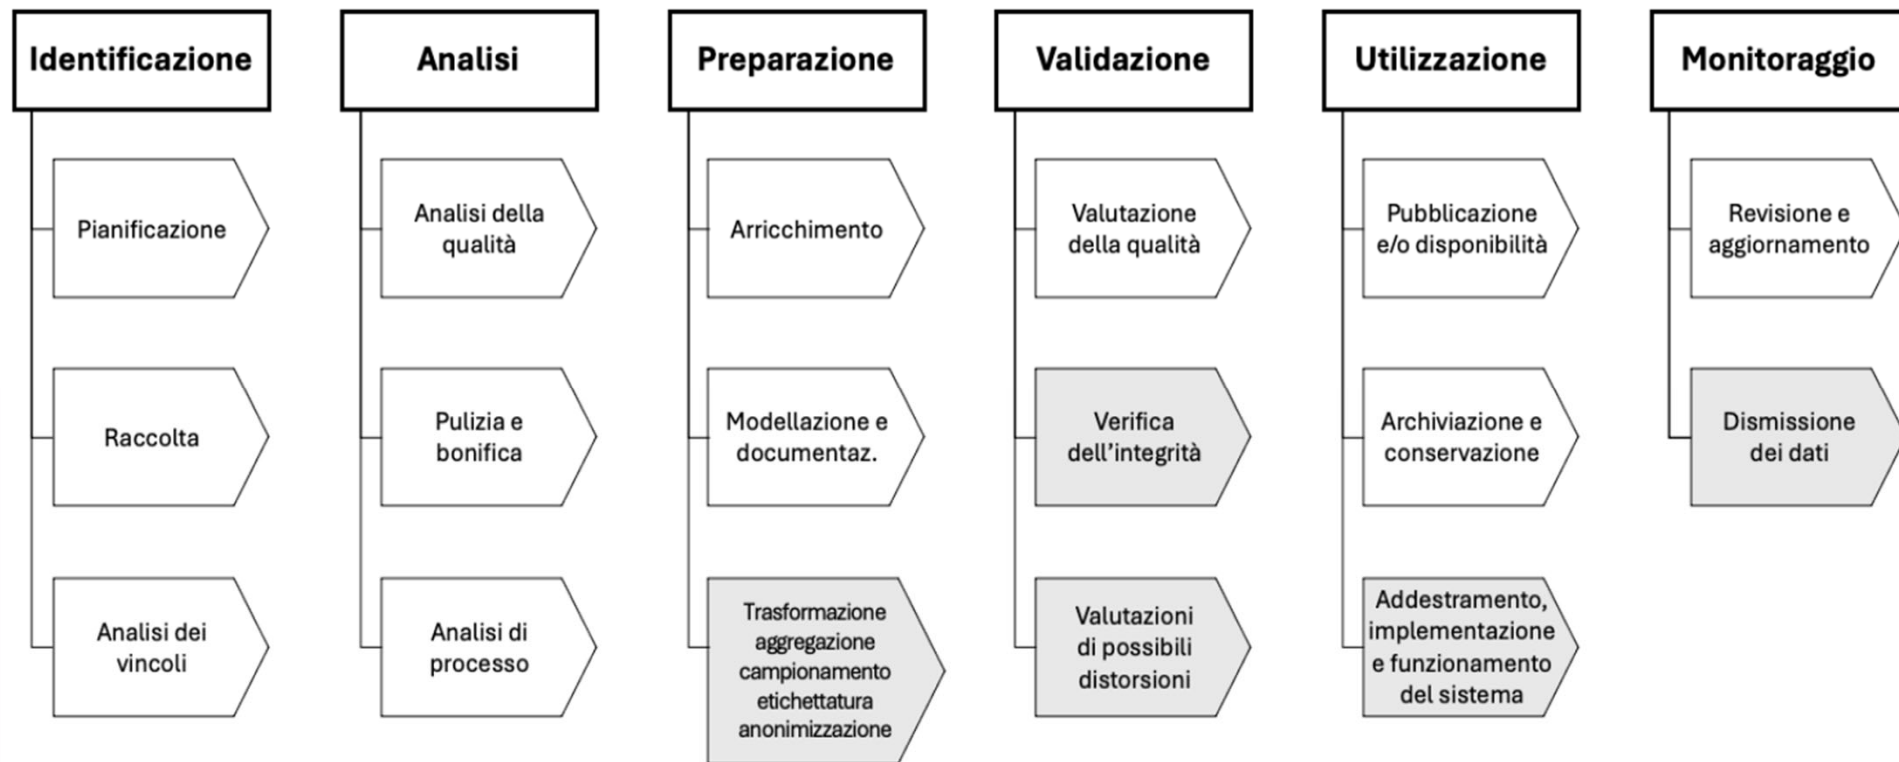 Identificazione
Pianificazione
Raccolta
Analisi dei
vincoli
Analisi
Analisi della
qualità
Pulizia e
bonifica
Analisi di
processo
Preparazione
Arricchimento
Modellazione e
documentaz.
Trasformazione
aggregazione
campionamento
etichettatura
anonimizzazione
Validazione
Valutazione
della qualità
Verifica
dell’integrità
Valutazioni
di possibili
distorsioni
Utilizzazione
Pubblicazione
e/o disponibilità
Archiviazione e
conservazione
Addestramento,
implementazione
e funzionamento
del sistema
Monitoraggio
Revisione e
aggiornamento
Dismissione
dei dati